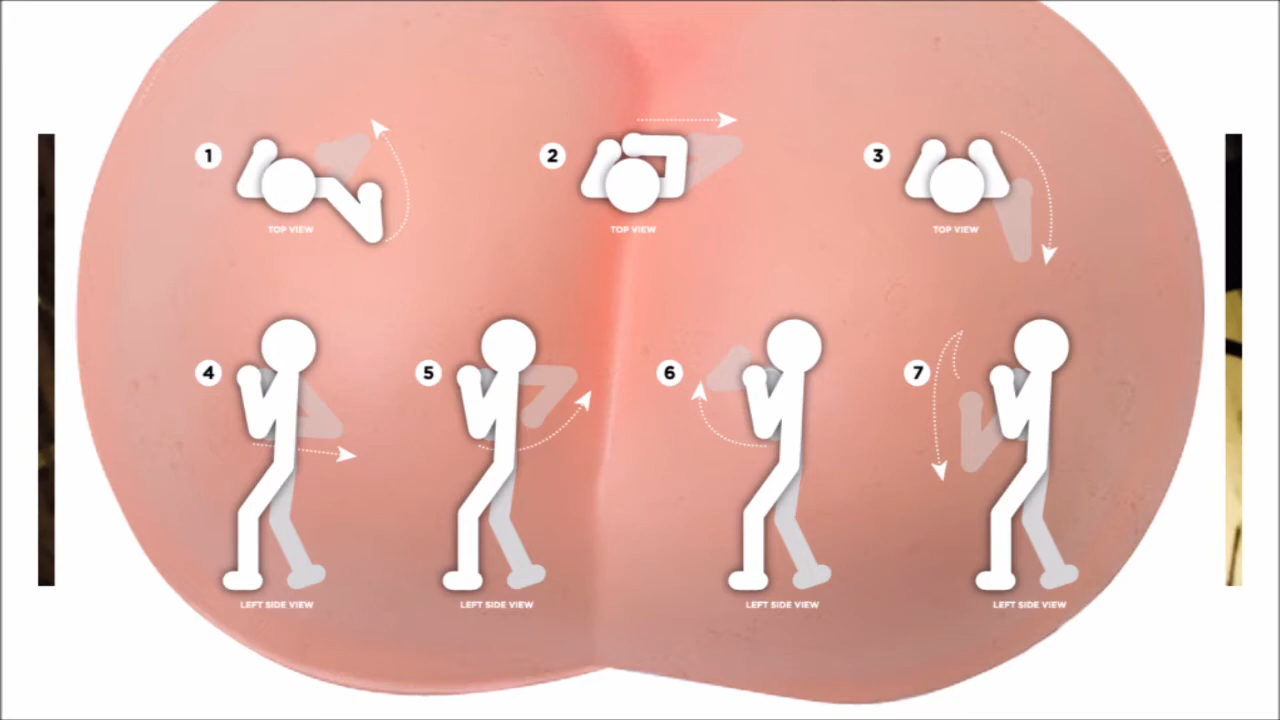 1
2
3
TOP VIEW
TOP VIEW
TOP VIEW
4
5
6
7
LEFT SIDE VIEW
LEFT SIDE VIEW
LEFT SIDE VIEW
LEFT SIDE VIEW